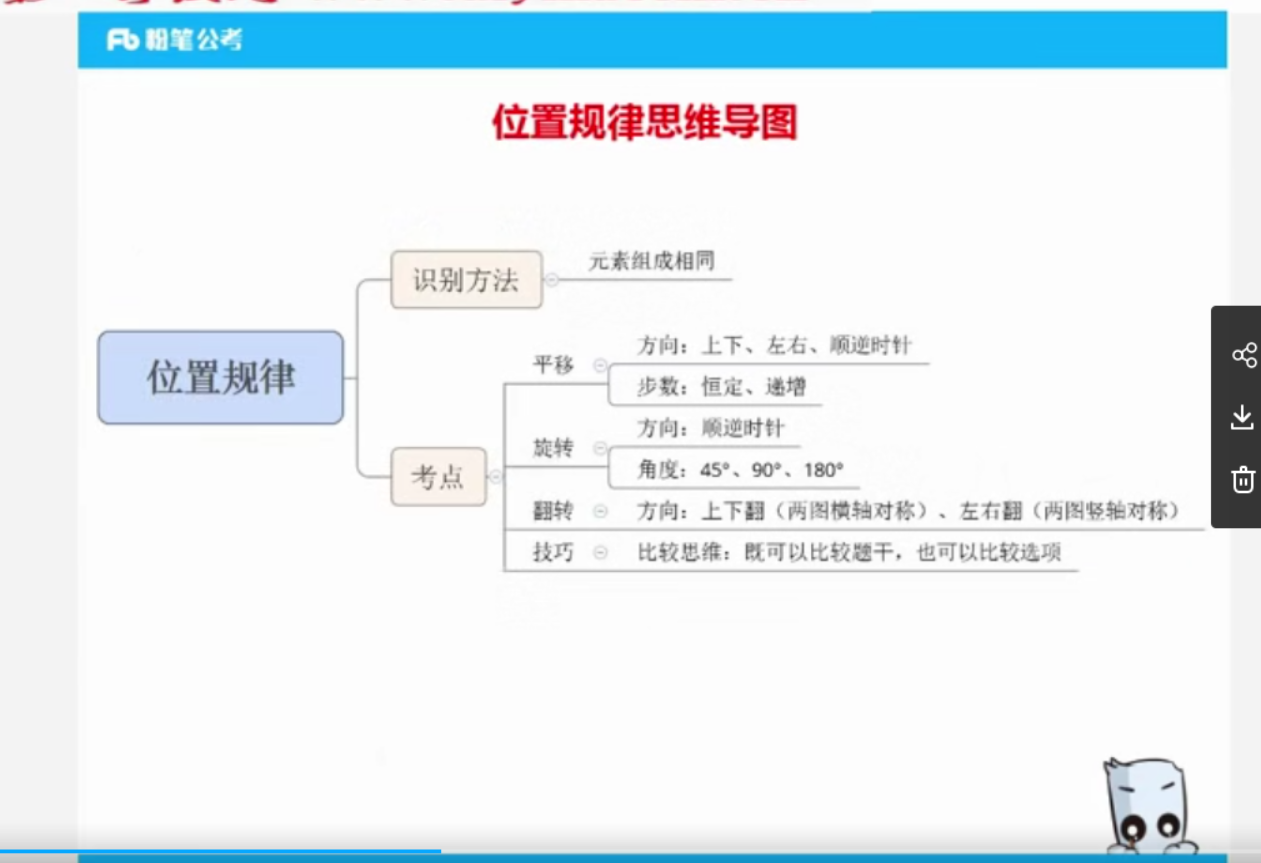 粉笔公考
位置规律思维导图
位置规律
识别方法
元素组成相同
考点
平移
方向：上下、左右、顺逆时针
步数：恒定、递增
旋转
方向：顺逆时针
角度：45°、90°、180°
翻转
方向：上下翻（两图横轴对称）、左右翻（两图竖轴对称）
技巧
比较思维：既可以比较题干，也可以比较选项